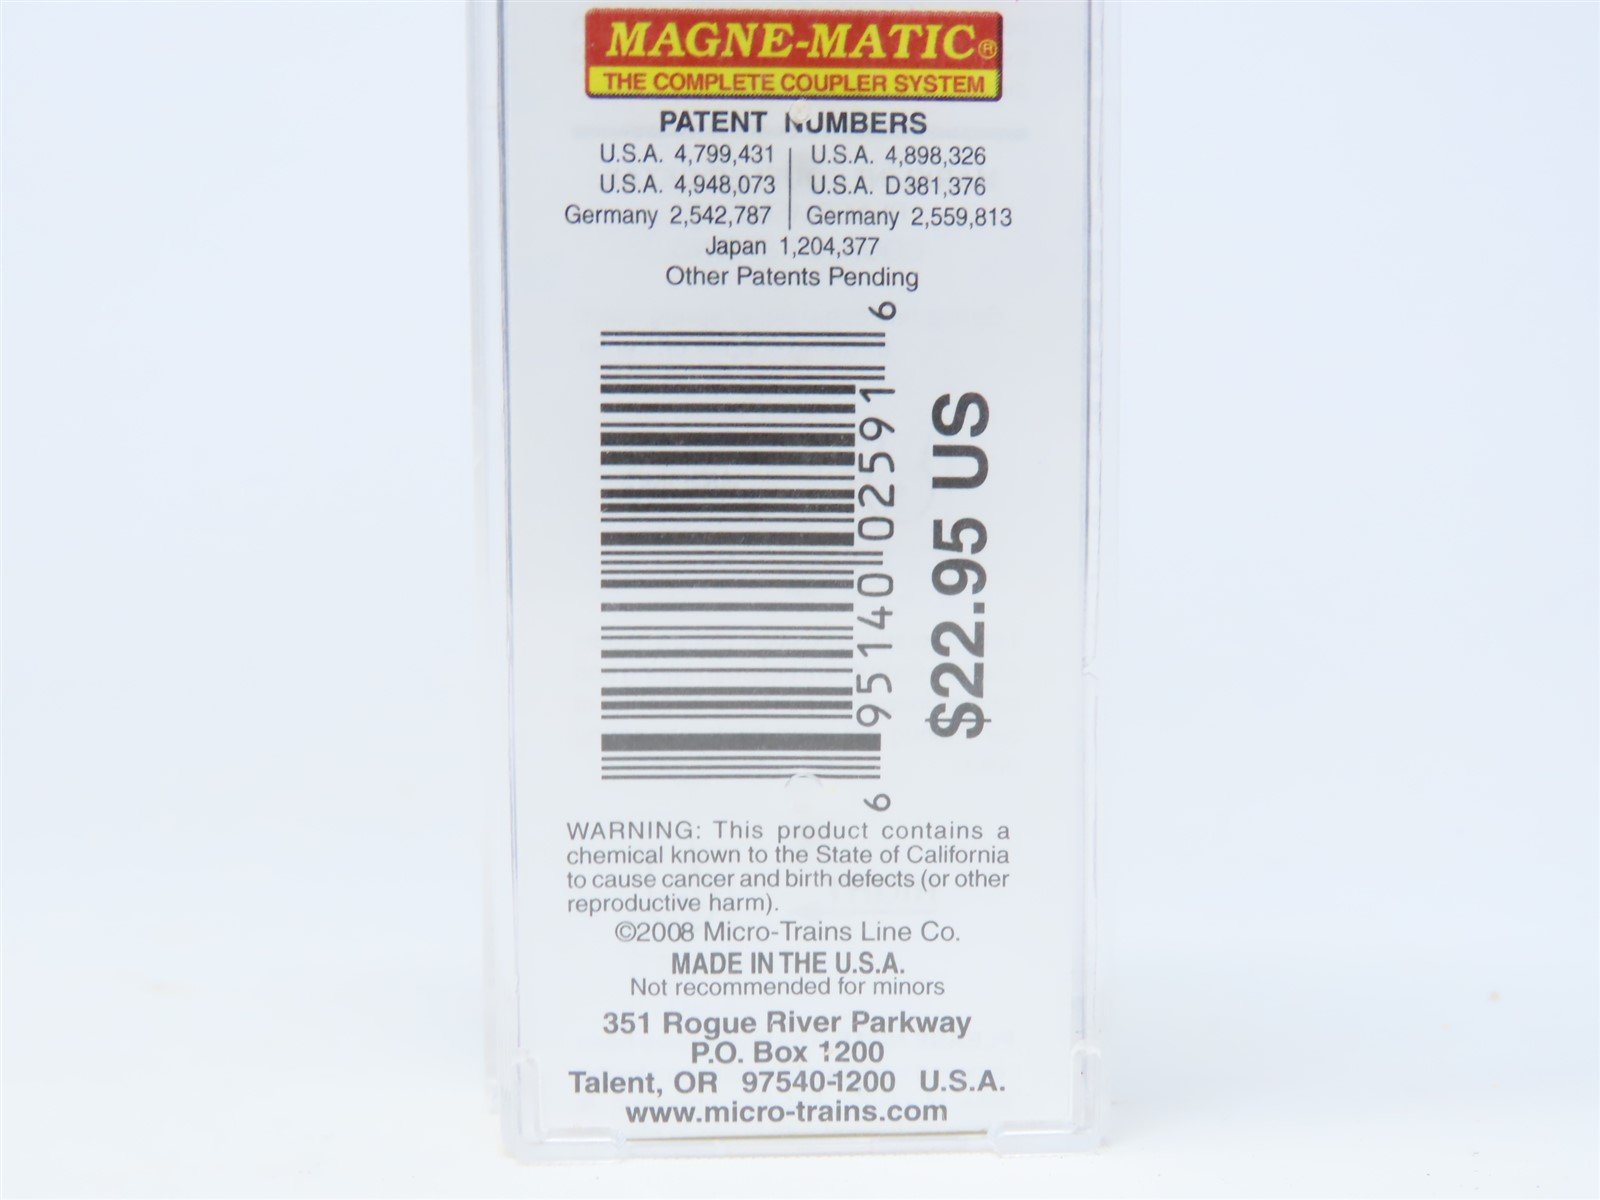 MAGNE-MATIC®
THE COMPLETE COUPLER SYSTEM
PATENT NUMBERS
U.S.A. 4,799,431 | U.S.A. 4,898,326
U.S.A. 4,948,073 | U.S.A. D381,376
Germany 2,542,787 | Germany 2,559,813
Japan 1,204,377
Other Patents Pending
6 95140 02591 6
$22.95 US
WARNING: This product contains a
chemical known to the State of California
to cause cancer and birth defects (or other
reproductive harm).
©2008 Micro-Trains Line Co.
MADE IN THE U.S.A.
Not recommended for minors
351 Rogue River Parkway
P.O. Box 1200
Talent, OR 97540-1200 U.S.A.
www.micro-trains.com